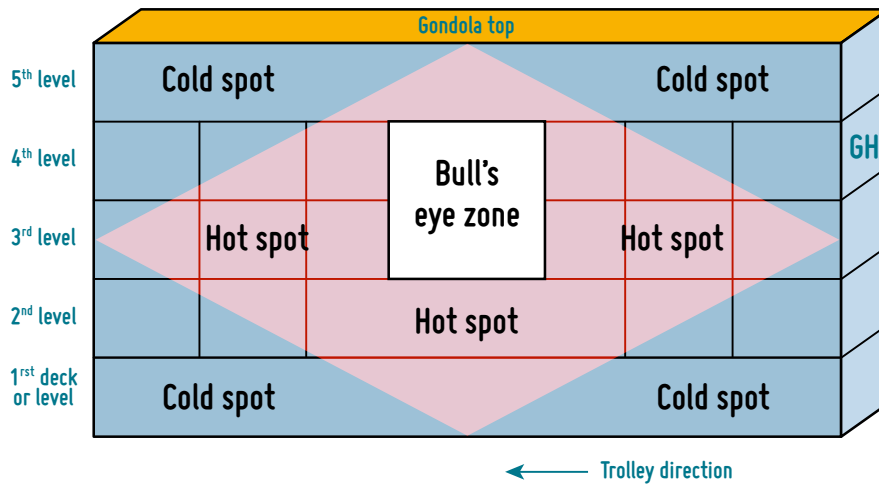 Gondola top
5th level
Cold spot
Cold spot
4th level
GH
Bull's
eye zone
3rd level
Hot spot
Hot spot
2nd level
Hot spot
1rst deck
or level
Cold spot
Cold spot
Trolley direction